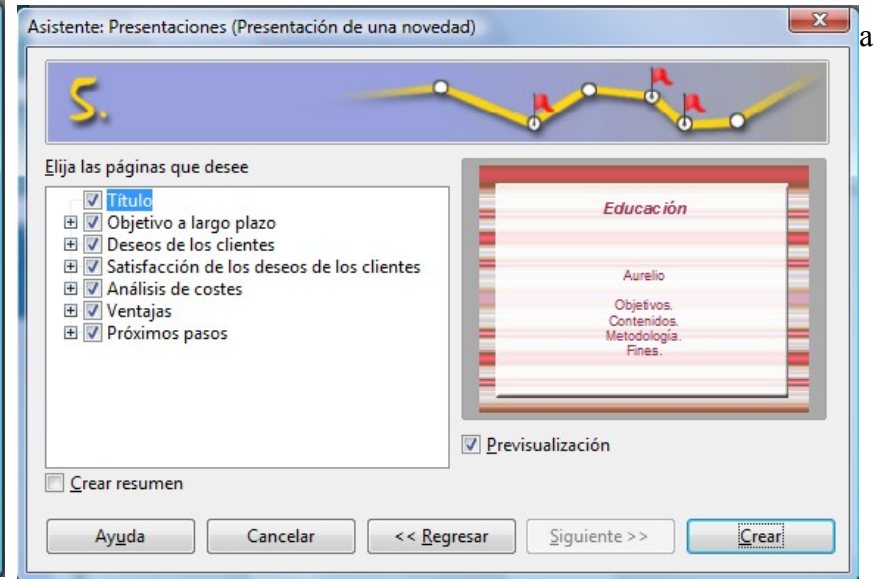 Asistente: Presentaciones (Presentación de una novedad)
a
5.
Elija las páginas que desee
Título
Objetivo a largo plazo
Deseos de los clientes
Satisfacción de los deseos de los clientes
Análisis de costes
Ventajas
Próximos pasos
Educación
Aurelio
Objetivos.
Contenidos.
Metodología.
Fines.
Previsualización
Crear resumen
Ayuda
Cancelar
<< Regresar
Siguiente >>
Crear